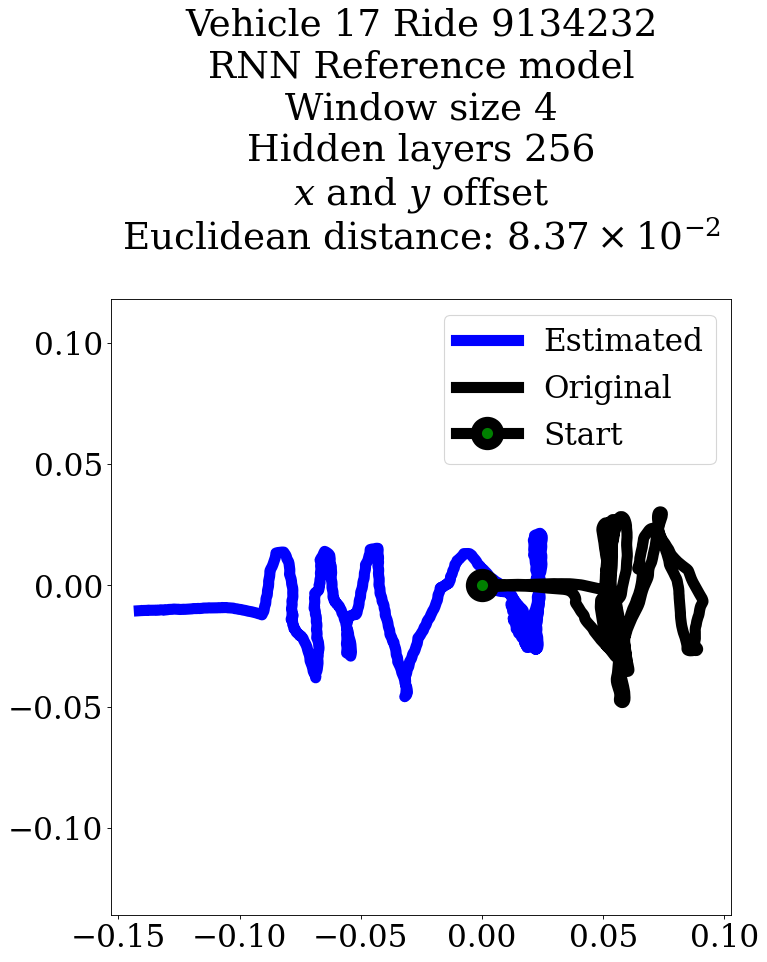 Vehicle 17 Ride 9134232
RNN Reference model
Window size 4
Hidden layers 256
x and y offset
Euclidean distance: 8.37 × 10⁻²
Estimated
Original
Start
0.10
0.05
0.00
−0.05
−0.10
−0.15 −0.10 −0.05 0.00 0.05 0.10